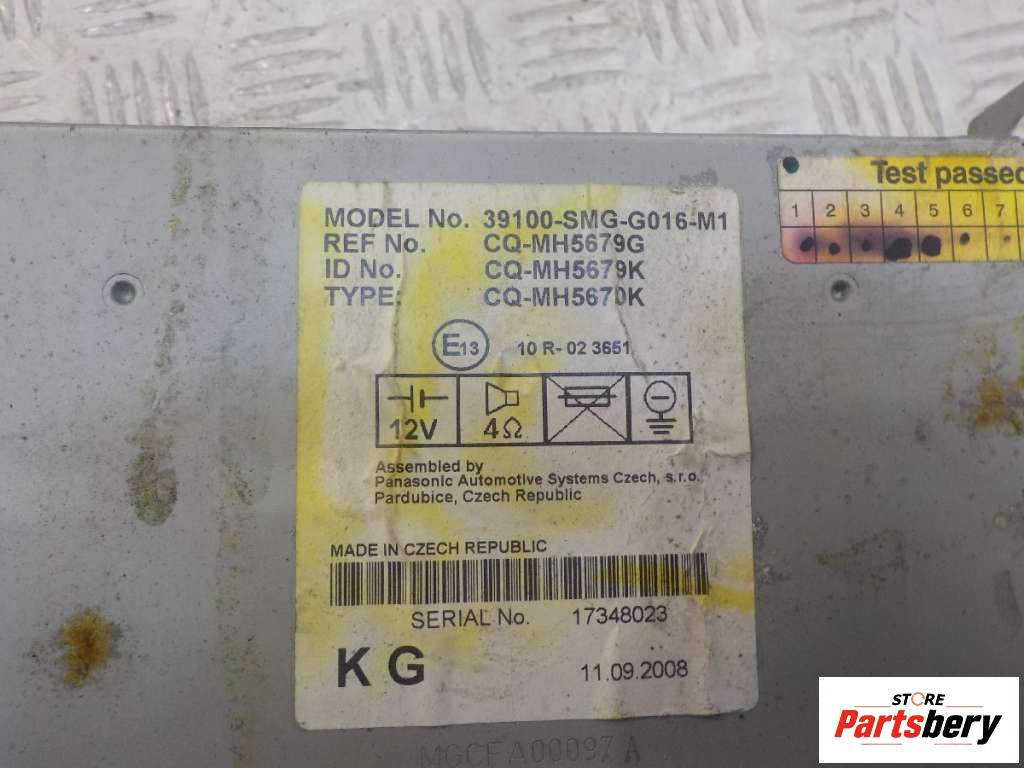 Test passed
1 2 3 4 5 6 7
MODEL No. 39100-SMG-G016-M1
REF No. CQ-MH5679G
ID No. CQ-MH5679K
TYPE: CQ-MH5670K
E13 10 R- 02 3651
12V 4Ω
Assembled by
Panasonic Automotive Systems Czech, s.r.o.
Pardubice, Czech Republic
MADE IN CZECH REPUBLIC
SERIAL No. 17348023
KG 11.09.2008
MGCFA00097A
STORE
Partsbery